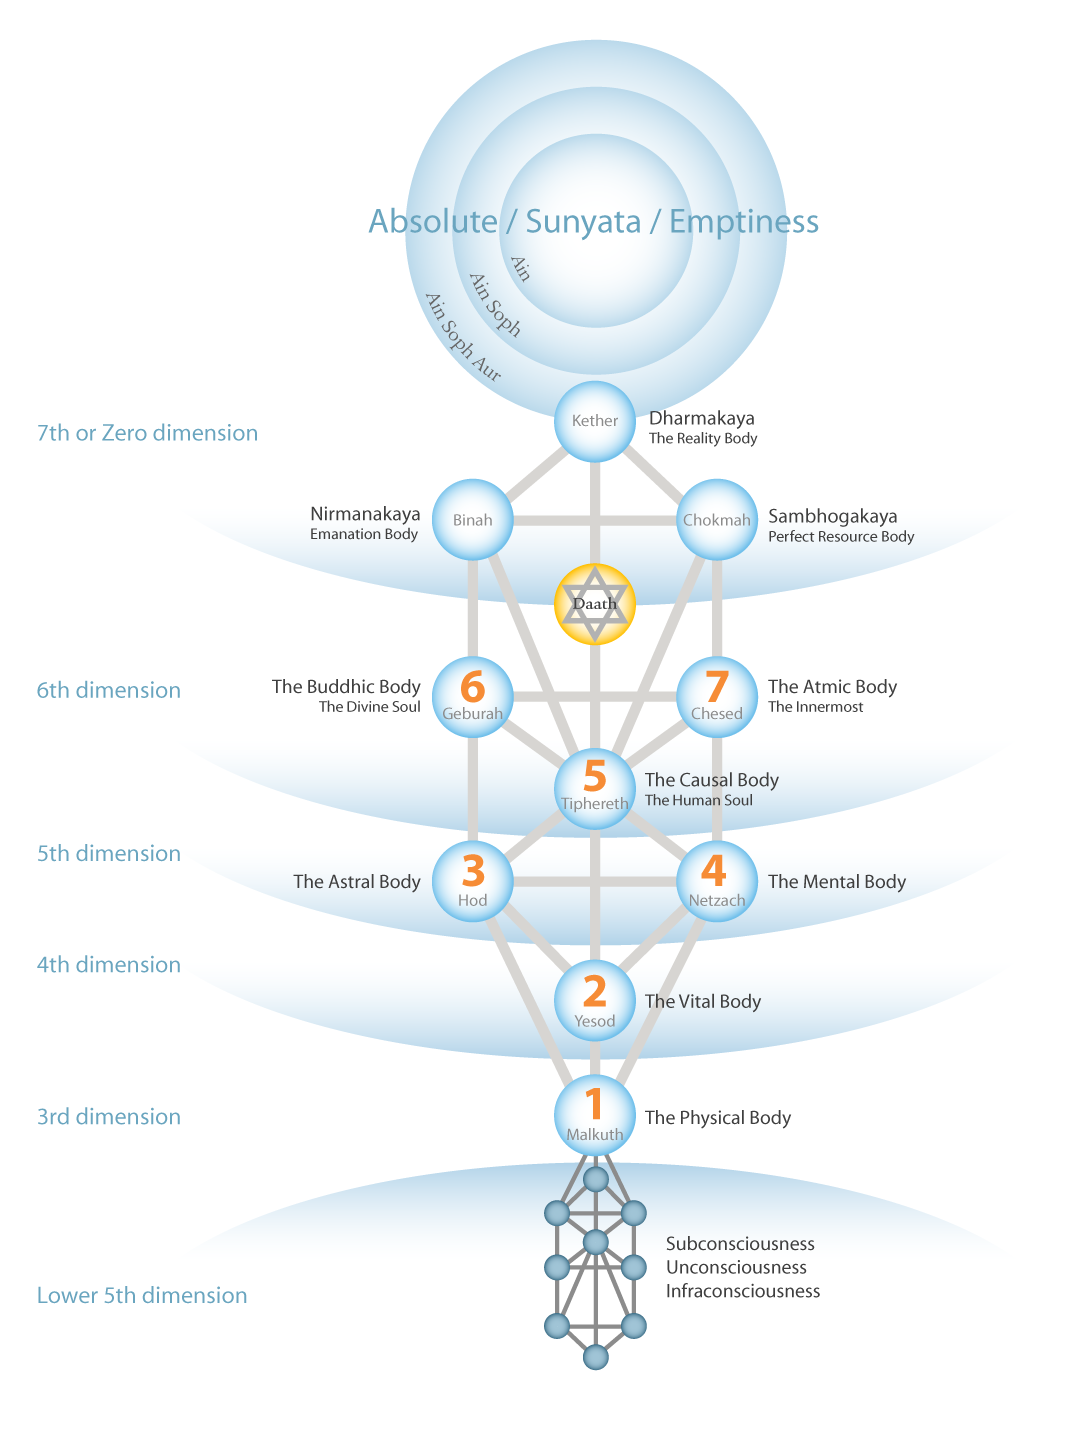 Absolute / Sunyata / Emptiness
Ain
Ain Soph
Ain Soph Aur
Kether
Dharmakaya
The Reality Body
7th or Zero dimension
Nirmanakaya
Emanation Body
Binah
Chokmah
Sambhogakaya
Perfect Resource Body
Daath
6th dimension
The Buddhic Body
The Divine Soul
6
Geburah
7
Chesed
The Atmic Body
The Innermost
5
Tiphereth
The Causal Body
The Human Soul
5th dimension
The Astral Body
3
Hod
4
Netzach
The Mental Body
4th dimension
2
Yesod
The Vital Body
3rd dimension
1
Malkuth
The Physical Body
Subconsciousness
Unconsciousness
Infraconsciousness
Lower 5th dimension